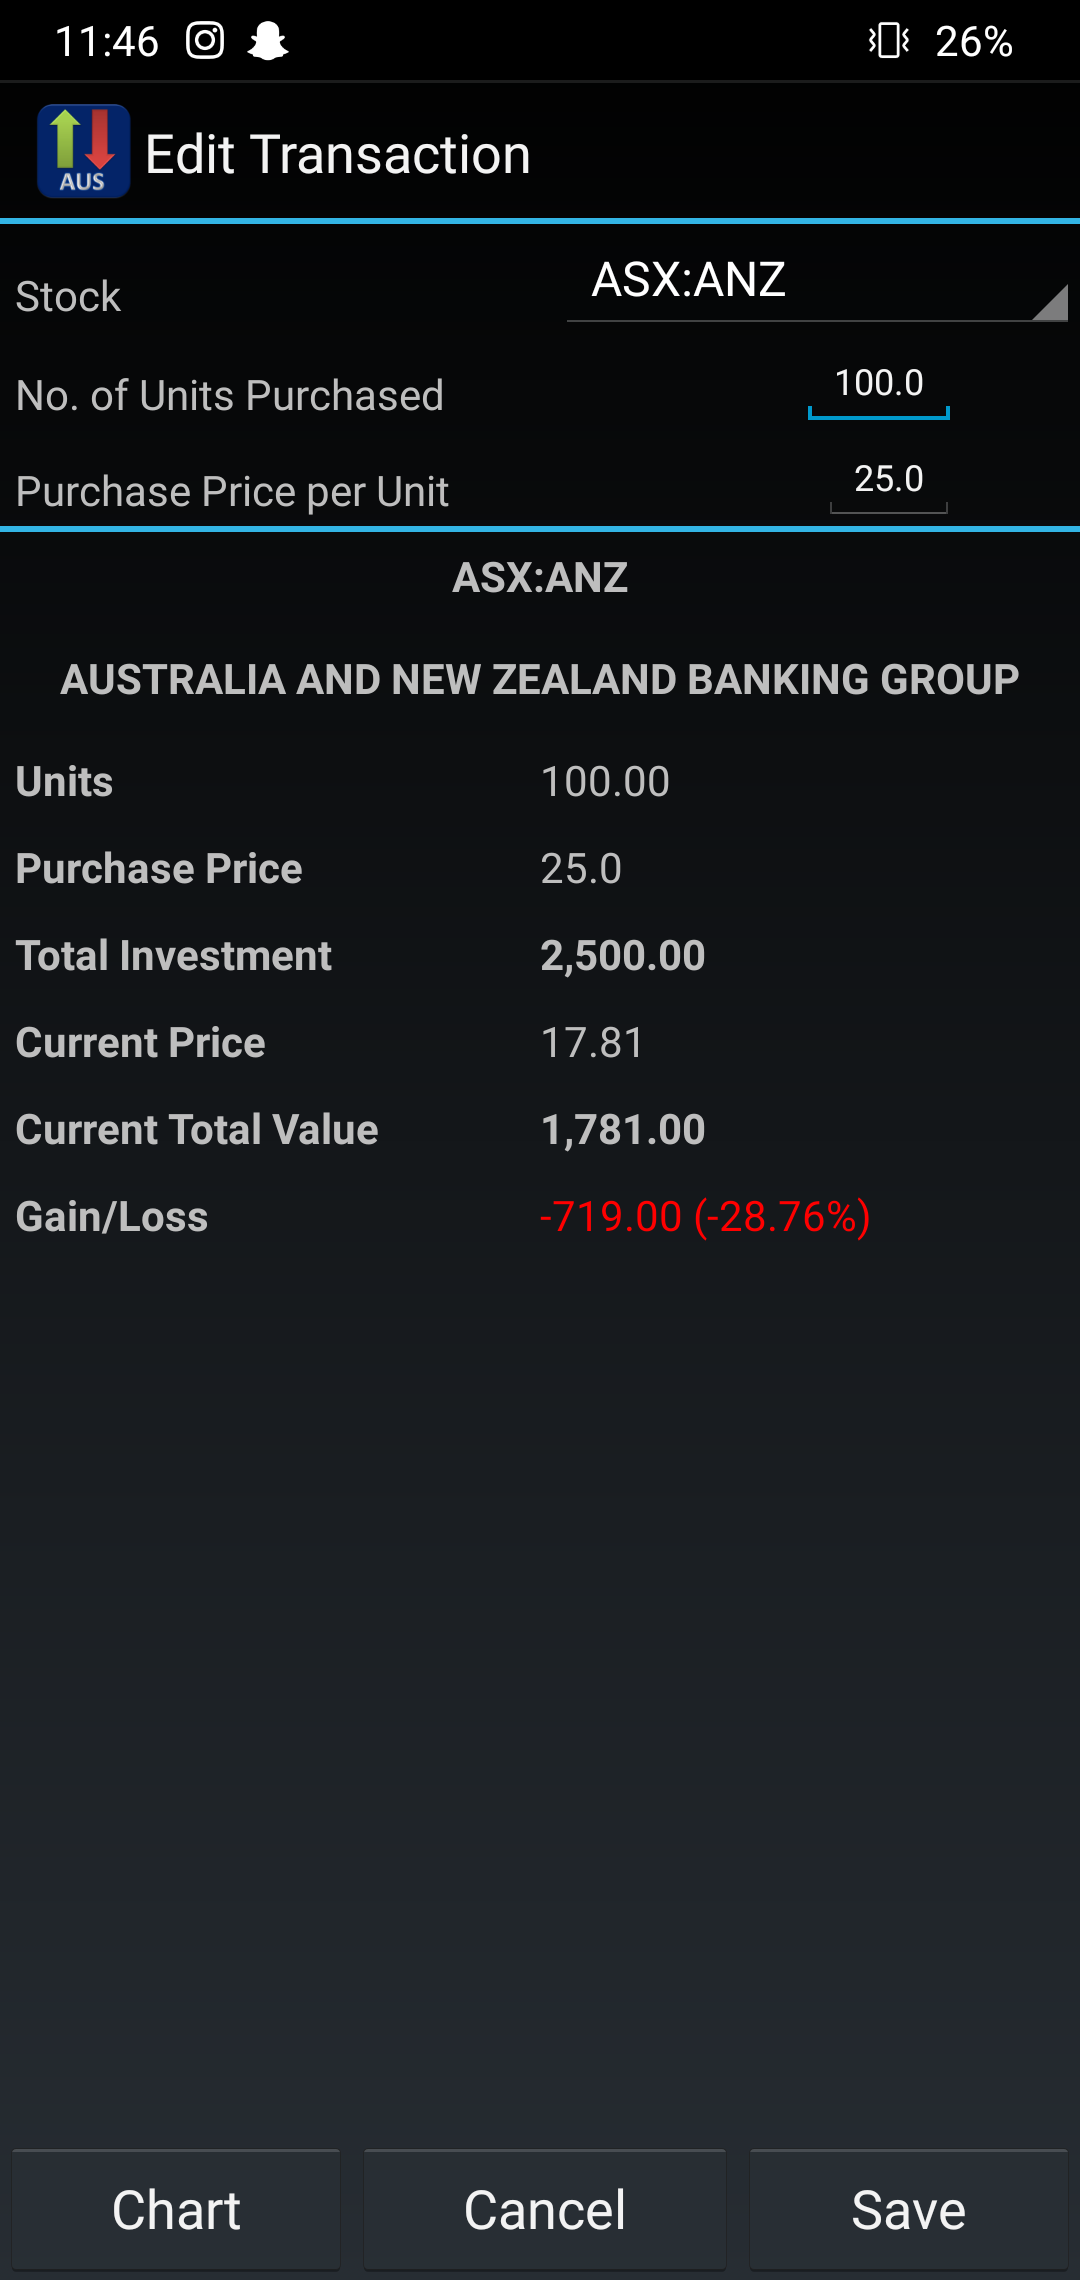 11:46 26%
AUS
Edit Transaction
Stock ASX:ANZ
No. of Units Purchased 100.0
Purchase Price per Unit 25.0
ASX:ANZ
AUSTRALIA AND NEW ZEALAND BANKING GROUP
Units 100.00
Purchase Price 25.0
Total Investment 2,500.00
Current Price 17.81
Current Total Value 1,781.00
Gain/Loss -719.00 (-28.76%)
Chart Cancel Save